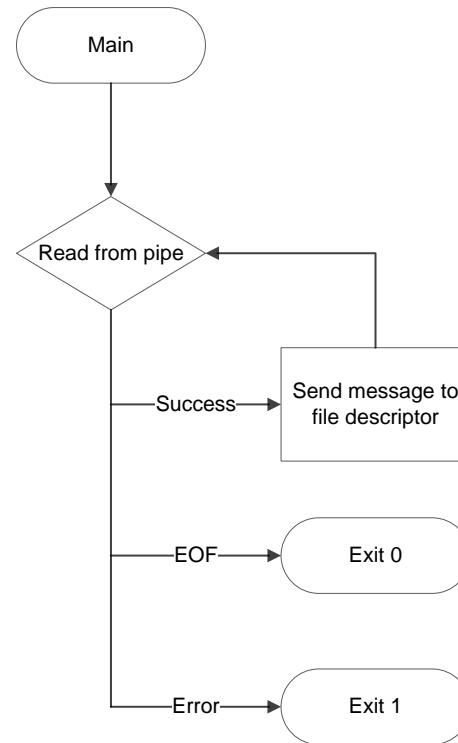 Main
Read from pipe
Success
Send message to
file descriptor
EOF
Exit 0
Error
Exit 1